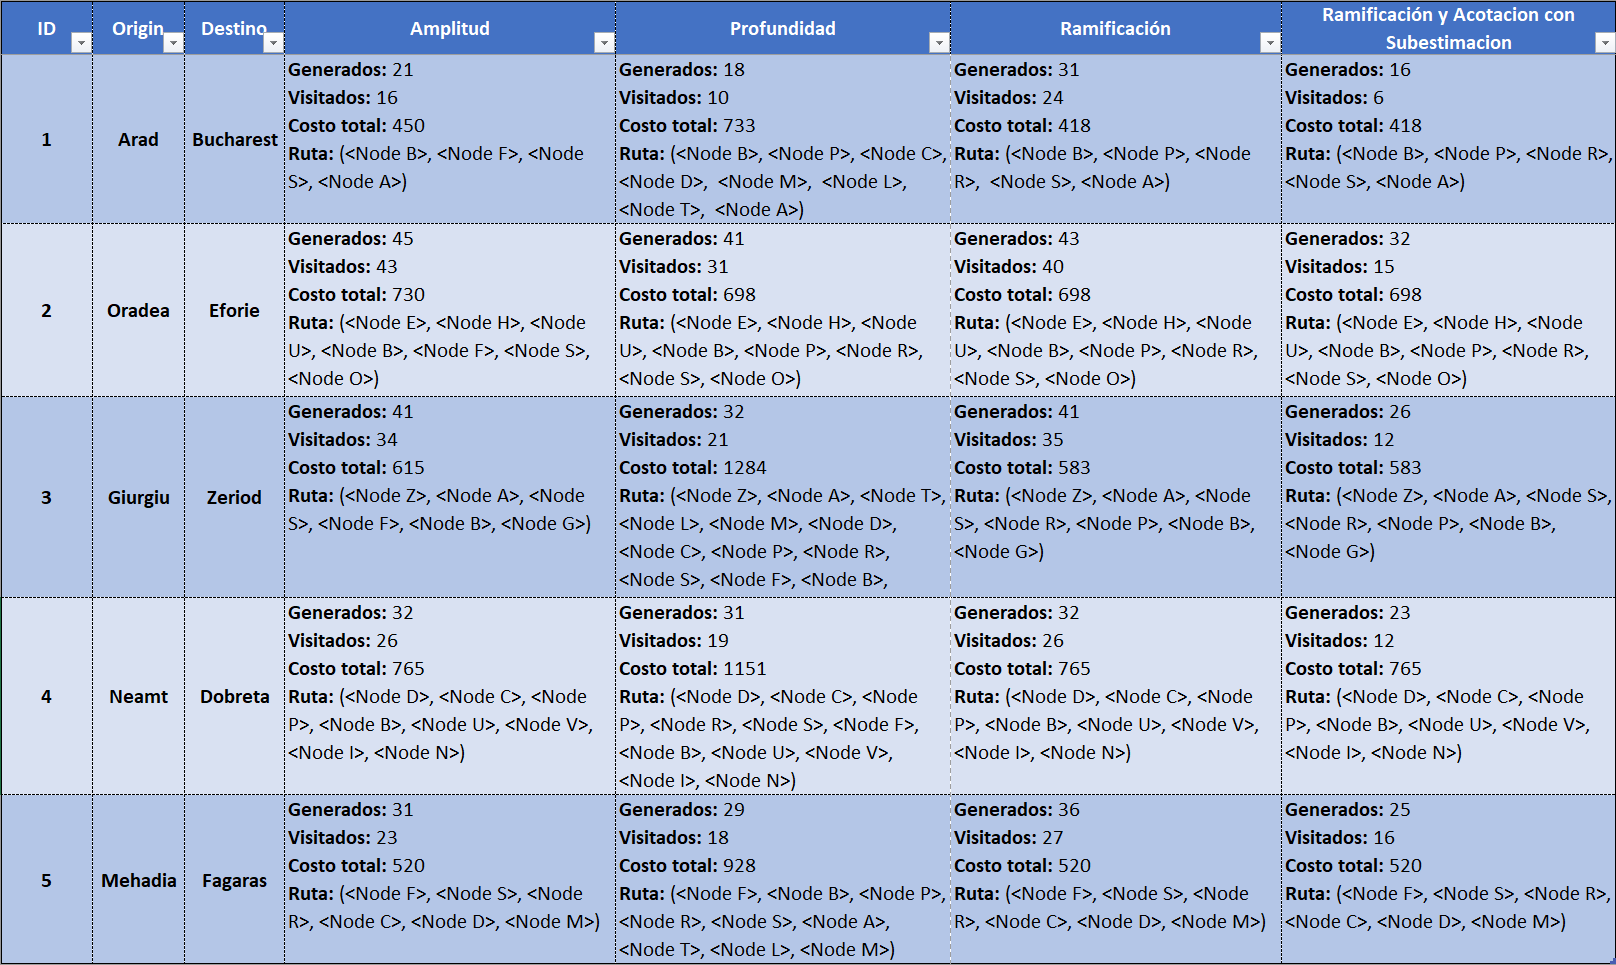 ID
Origin
Destino
Amplitud
Profundidad
Ramificación
Ramificación y Acotacion con
Subestimacion
1
Arad
Bucharest
Generados: 21
Visitados: 16
Costo total: 450
Ruta: (<Node B>, <Node F>, <Node
S>, <Node A>)
Generados: 18
Visitados: 10
Costo total: 733
Ruta: (<Node B>, <Node P>, <Node C>,
<Node D>,  <Node M>,  <Node L>,
<Node T>,  <Node A>)
Generados: 31
Visitados: 24
Costo total: 418
Ruta: (<Node B>, <Node P>, <Node
R>,  <Node S>, <Node A>)
Generados: 16
Visitados: 6
Costo total: 418
Ruta: (<Node B>, <Node P>, <Node R>,
<Node S>, <Node A>)
2
Oradea
Eforie
Generados: 45
Visitados: 43
Costo total: 730
Ruta: (<Node E>, <Node H>, <Node
U>, <Node B>, <Node F>, <Node S>,
<Node O>)
Generados: 41
Visitados: 31
Costo total: 698
Ruta: (<Node E>, <Node H>, <Node
U>, <Node B>, <Node P>, <Node R>,
<Node S>, <Node O>)
Generados: 43
Visitados: 40
Costo total: 698
Ruta: (<Node E>, <Node H>, <Node
U>, <Node B>, <Node P>, <Node R>,
<Node S>, <Node O>)
Generados: 32
Visitados: 15
Costo total: 698
Ruta: (<Node E>, <Node H>, <Node
U>, <Node B>, <Node P>, <Node R>,
<Node S>, <Node O>)
3
Giurgiu
Zeriod
Generados: 41
Visitados: 34
Costo total: 615
Ruta: (<Node Z>, <Node A>, <Node
S>, <Node F>, <Node B>, <Node G>)
Generados: 32
Visitados: 21
Costo total: 1284
Ruta: (<Node Z>, <Node A>, <Node T>,
<Node L>, <Node M>, <Node D>,
<Node C>, <Node P>, <Node R>,
<Node S>, <Node F>, <Node B>,
Generados: 41
Visitados: 35
Costo total: 583
Ruta: (<Node Z>, <Node A>, <Node
S>, <Node R>, <Node P>, <Node B>,
<Node G>)
Generados: 26
Visitados: 12
Costo total: 583
Ruta: (<Node Z>, <Node A>, <Node S>,
<Node R>, <Node P>, <Node B>,
<Node G>)
4
Neamt
Dobreta
Generados: 32
Visitados: 26
Costo total: 765
Ruta: (<Node D>, <Node C>, <Node
P>, <Node B>, <Node U>, <Node V>,
<Node I>, <Node N>)
Generados: 31
Visitados: 19
Costo total: 1151
Ruta: (<Node D>, <Node C>, <Node
P>, <Node R>, <Node S>, <Node F>,
<Node B>, <Node U>, <Node V>,
<Node I>, <Node N>)
Generados: 32
Visitados: 26
Costo total: 765
Ruta: (<Node D>, <Node C>, <Node
P>, <Node B>, <Node U>, <Node V>,
<Node I>, <Node N>)
Generados: 23
Visitados: 12
Costo total: 765
Ruta: (<Node D>, <Node C>, <Node
P>, <Node B>, <Node U>, <Node V>,
<Node I>, <Node N>)
5
Mehadia
Fagaras
Generados: 31
Visitados: 23
Costo total: 520
Ruta: (<Node F>, <Node S>, <Node
R>, <Node C>, <Node D>, <Node M>)
Generados: 29
Visitados: 18
Costo total: 928
Ruta: (<Node F>, <Node B>, <Node P>,
<Node R>, <Node S>, <Node A>,
<Node T>, <Node L>, <Node M>)
Generados: 36
Visitados: 27
Costo total: 520
Ruta: (<Node F>, <Node S>, <Node
R>, <Node C>, <Node D>, <Node M>)
Generados: 25
Visitados: 16
Costo total: 520
Ruta: (<Node F>, <Node S>, <Node R>,
<Node C>, <Node D>, <Node M>)